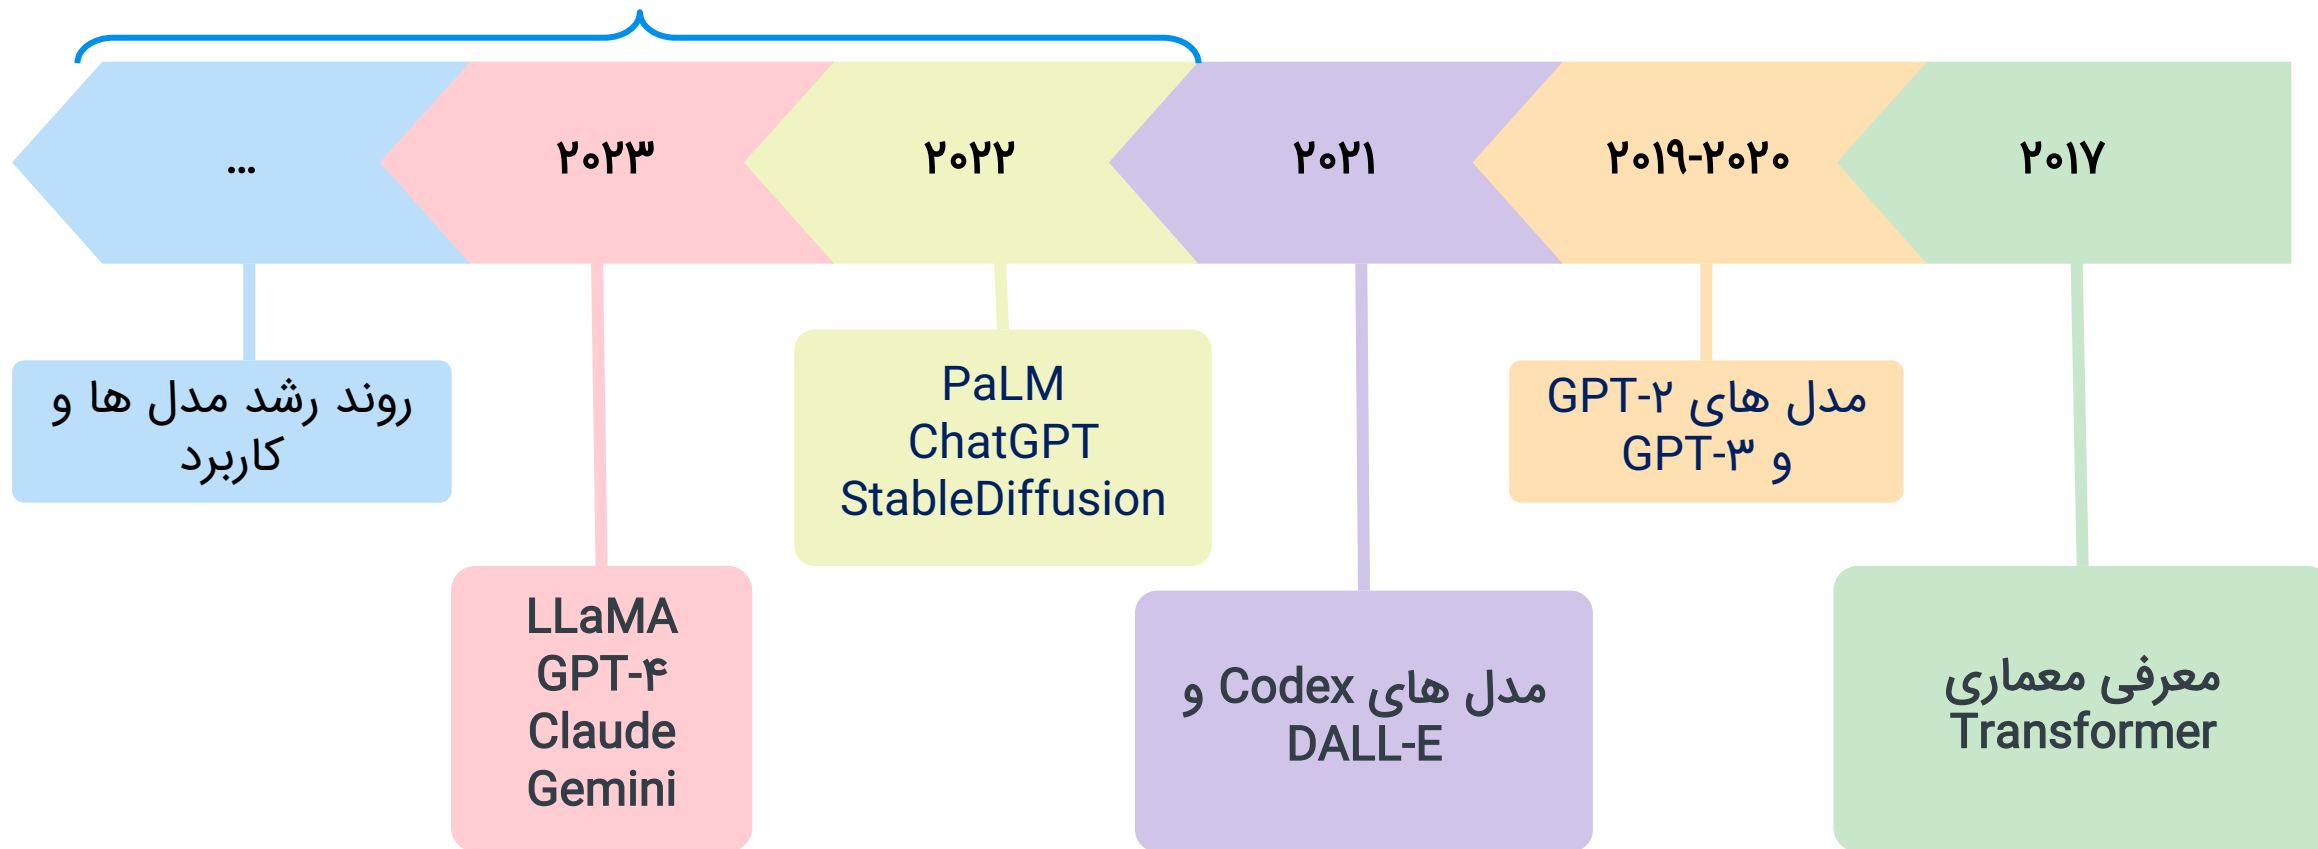 ۲۰۱۷
۲۰۱۹-۲۰۲۰
۲۰۲۱
۲۰۲۲
۲۰۲۳
...
معرفی معماری
Transformer
مدل های GPT-۲
و GPT-۳
مدل های Codex و
DALL-E
PaLM
ChatGPT
StableDiffusion
LLaMA
GPT-۴
Claude
Gemini
روند رشد مدل ها و
کاربرد